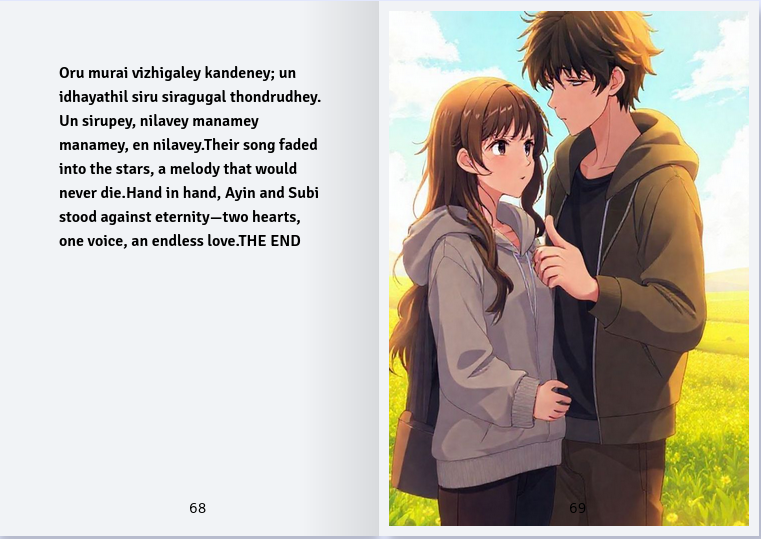 Oru murai vizhigaley kandeney; un
idhayathil siru siragugal thondrudhey.
Un sirupey, nilavey manamey
manamey, en nilavey.Their song faded
into the stars, a melody that would
never die.Hand in hand, Ayin and Subi
stood against eternity—two hearts,
one voice, an endless love.THE END
68
69